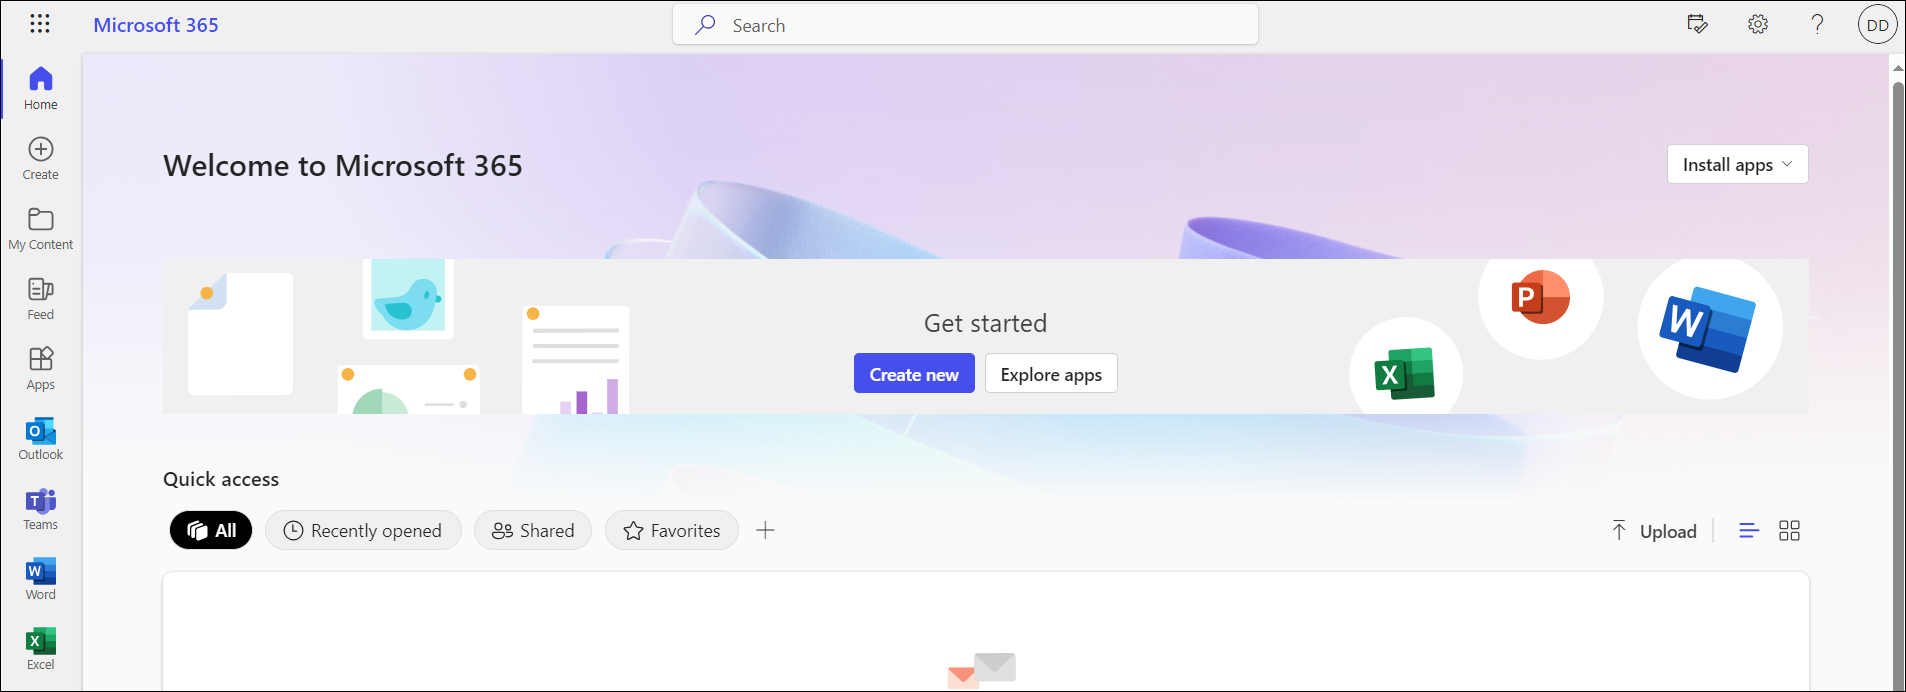 Microsoft 365
Search
DD
Home
Create
My Content
Feed
Apps
Outlook
Teams
Word
Excel
Welcome to Microsoft 365
Install apps
Get started
Create new
Explore apps
Quick access
All
Recently opened
Shared
Favorites
Upload